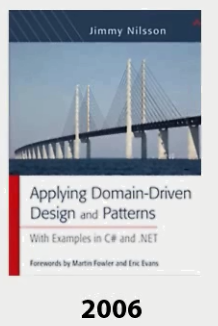 Jimmy Nilsson
Applying Domain-Driven
Design and Patterns
With Examples in C# and .NET
Forewords by Martin Fowler and Eric Evans
2006